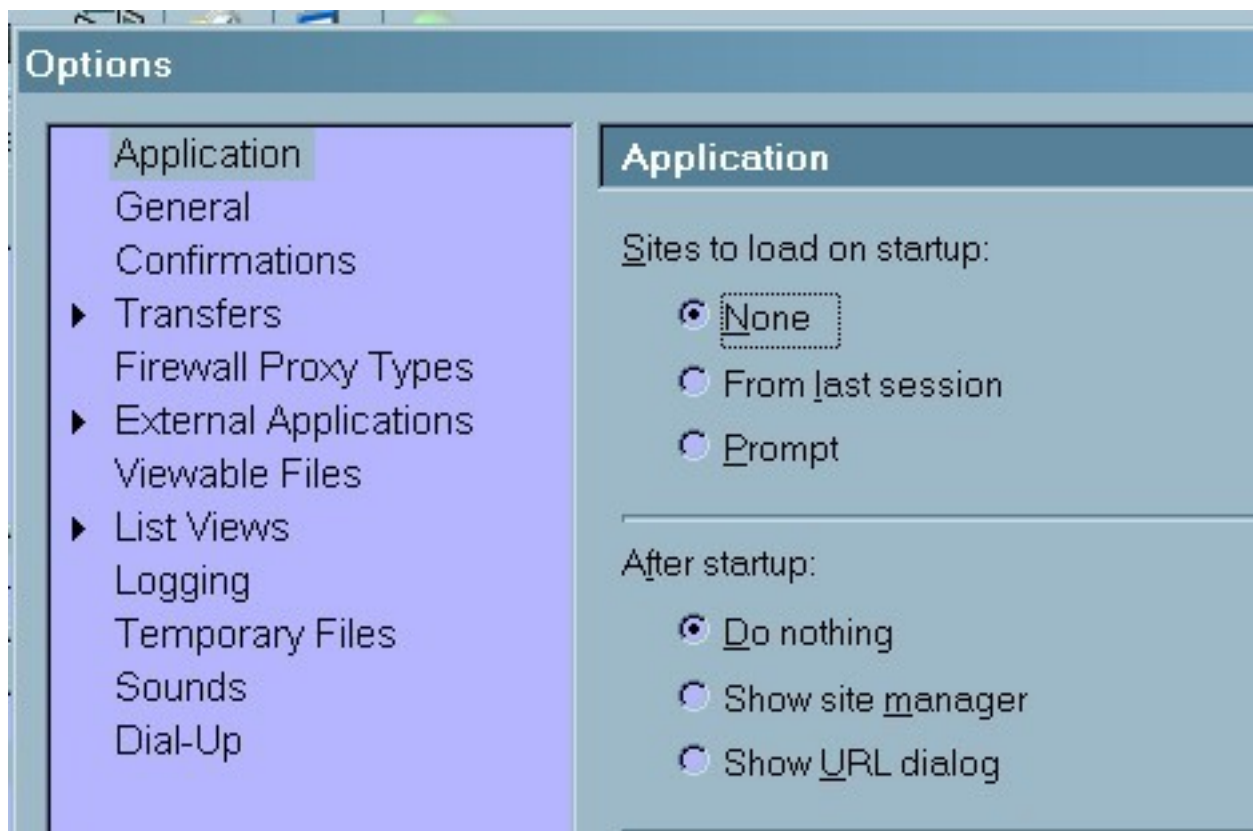 Options
Application
General
Confirmations
Transfers
Firewall Proxy Types
External Applications
Viewable Files
List Views
Logging
Temporary Files
Sounds
Dial-Up
Application
Sites to load on startup:
None
From last session
Prompt
After startup:
Do nothing
Show site manager
Show URL dialog